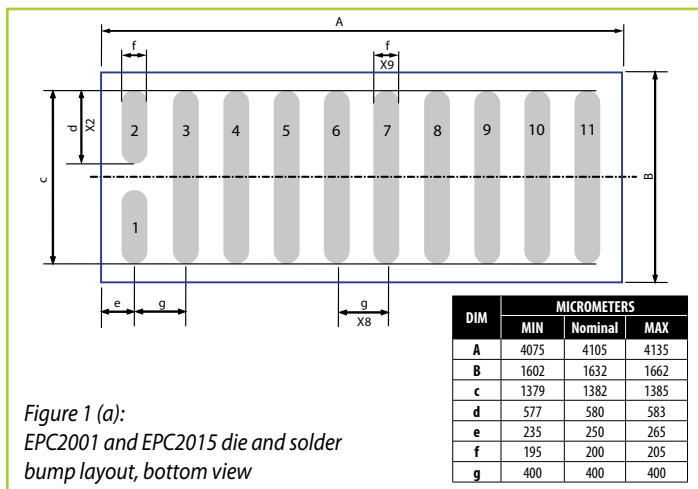 A
f
f
X9
d
X2
c
B
2
3
4
5
6
7
8
9
10
11
1
e
g
g
X8
DIM MICROMETERS
MIN Nominal MAX
A 4075 4105 4135
B 1602 1632 1662
c 1379 1382 1385
d 577 580 583
e 235 250 265
f 195 200 205
g 400 400 400
Figure 1 (a):
EPC2001 and EPC2015 die and solder
bump layout, bottom view